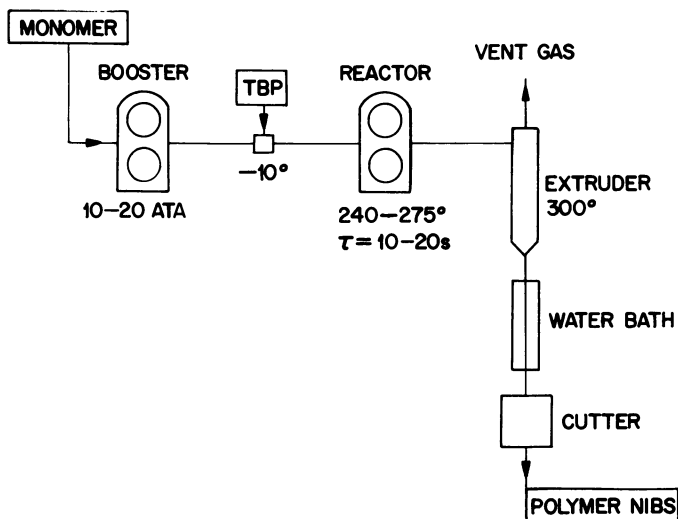 MONOMER
BOOSTER
10–20 ATA
TBP
–10°
REACTOR
240–275°
τ = 10–20s
VENT GAS
EXTRUDER
300°
WATER BATH
CUTTER
POLYMER NIBS